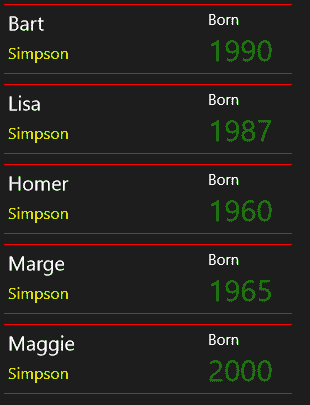 Bart
Born
Simpson
1990
Lisa
Born
Simpson
1987
Homer
Born
Simpson
1960
Marge
Born
Simpson
1965
Maggie
Born
Simpson
2000